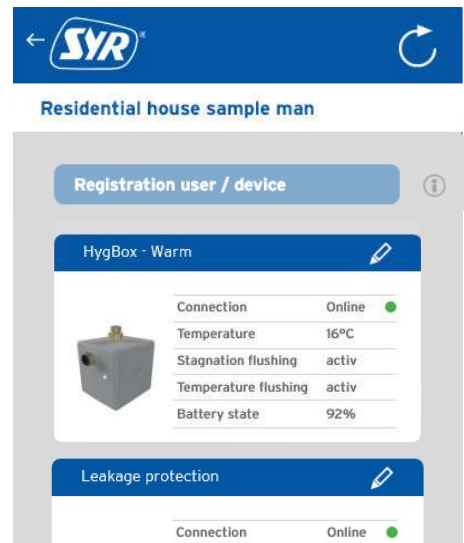 SYR®
Residential house sample man
Registration user / device
HygBox - Warm
Connection Online
Temperature 16ºC
Stagnation flushing activ
Temperature flushing activ
Battery state 92%
Leakage protection
Connection Online